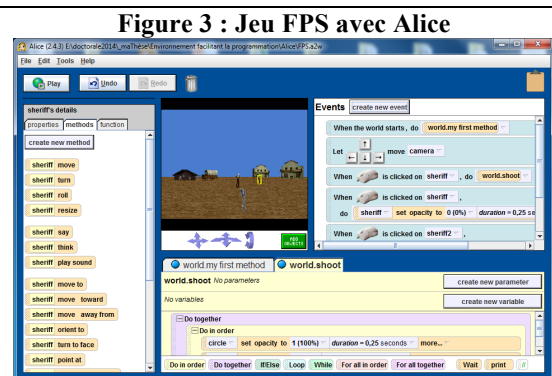 Figure 3 : Jeu FPS avec Alice
Alice (2.4.3) E:\doctorale2014\_maThèse\Environnement facilitant la programmation\Alice\FPS.a2w
File Edit Tools Help
Play Undo Redo
sheriff's details
properties methods function
create new method
sheriff move
sheriff turn
sheriff roll
sheriff resize
sheriff say
sheriff think
sheriff play sound
sheriff move to
sheriff move toward
sheriff move away from
sheriff orient to
sheriff turn to face
sheriff point at
ADD OBJECTS
Events create new event
When the world starts, do world.my first method
Let move camera
When is clicked on sheriff, do world.shoot
When is clicked on sheriff,
do sheriff set opacity to 0 (0%) duration = 0,25 se
When is clicked on sheriff2,
world.my first method world.shoot
world.shoot No parameters create new parameter
No variables create new variable
Do together
Do in order
circle set opacity to 1 (100%) duration = 0,25 seconds more...
Do in order Do together If/Else Loop While For all in order For all together Wait print //